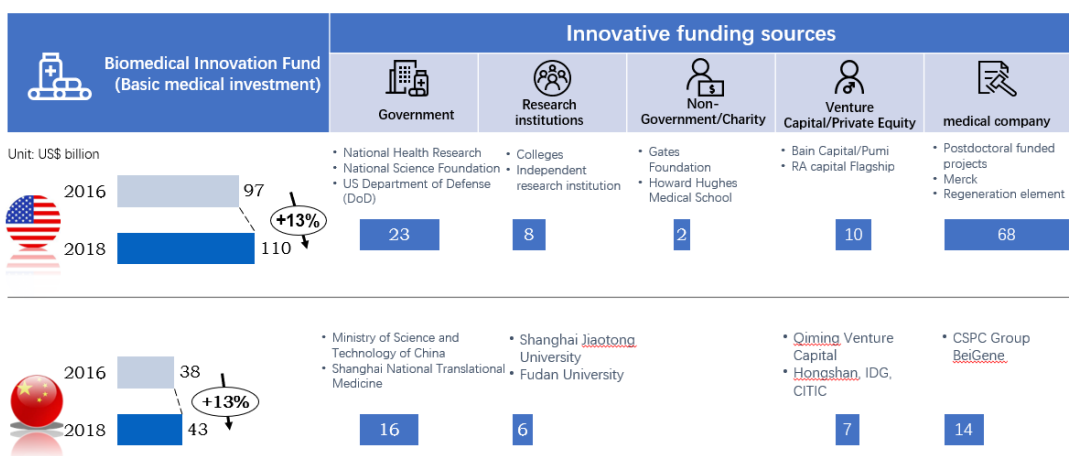 Biomedical Innovation Fund
(Basic medical investment)
Innovative funding sources
Government
Research
institutions
Non-
Government/Charity
Venture
Capital/Private Equity
medical company
Unit: US$ billion
2016
97
+13%
2018
110
• National Health Research
• National Science Foundation
• US Department of Defense
(DoD)
23
• Colleges
• Independent
research institution
8
• Gates
Foundation
• Howard Hughes
Medical School
2
• Bain Capital/Pumi
• RA capital Flagship
10
• Postdoctoral funded
projects
• Merck
• Regeneration element
68
2016
38
+13%
2018
43
• Ministry of Science and
Technology of China
• Shanghai National Translational
Medicine
16
• Shanghai Jiaotong
University
• Fudan University
6
• Qiming Venture
Capital
• Hongshan, IDG,
CITIC
7
• CSPC Group
BeiGene
14